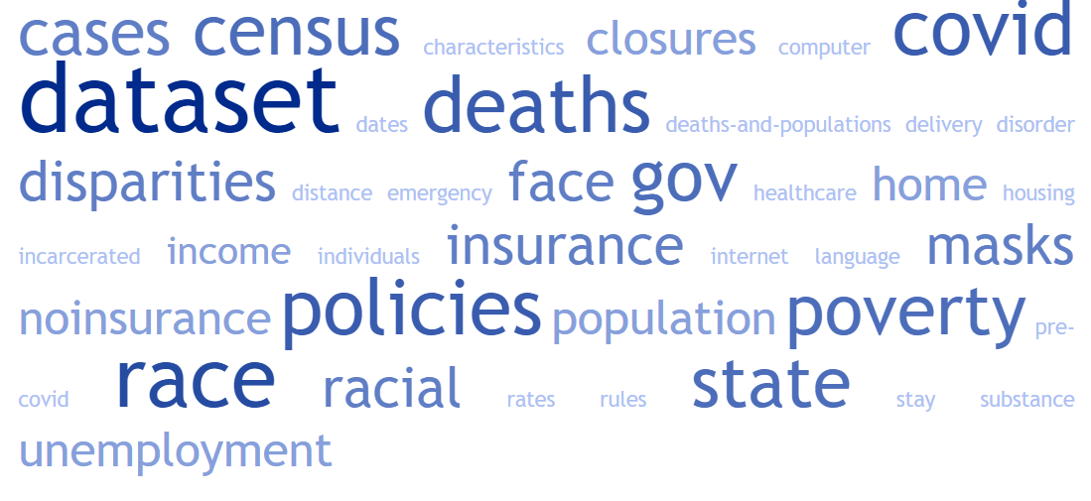 cases census characteristics closures computer covid
dataset dates deaths deaths-and-populations delivery disorder
disparities distance emergency face gov healthcare home housing
incarcerated income individuals insurance internet language masks
noinsurance policies population poverty pre-
covid race racial rates rules state stay substance
unemployment